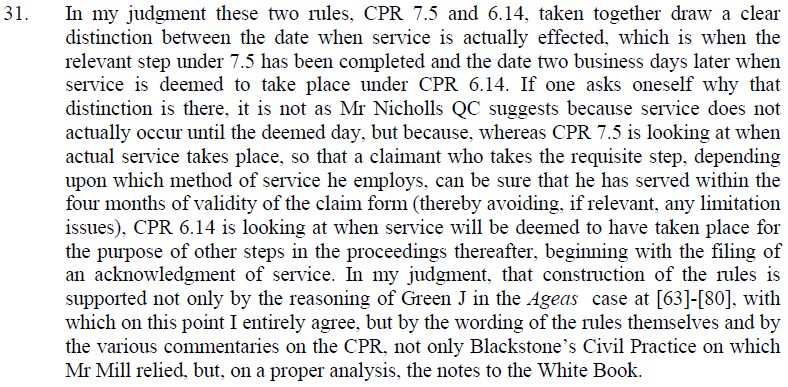 31. In my judgment these two rules, CPR 7.5 and 6.14, taken together draw a clear
distinction between the date when service is actually effected, which is when the
relevant step under 7.5 has been completed and the date two business days later when
service is deemed to take place under CPR 6.14. If one asks oneself why that
distinction is there, it is not as Mr Nicholls QC suggests because service does not
actually occur until the deemed day, but because, whereas CPR 7.5 is looking at when
actual service takes place, so that a claimant who takes the requisite step, depending
upon which method of service he employs, can be sure that he has served within the
four months of validity of the claim form (thereby avoiding, if relevant, any limitation
issues), CPR 6.14 is looking at when service will be deemed to have taken place for
the purpose of other steps in the proceedings thereafter, beginning with the filing of
an acknowledgment of service. In my judgment, that construction of the rules is
supported not only by the reasoning of Green J in the Ageas case at [63]-[80], with
which on this point I entirely agree, but by the wording of the rules themselves and by
the various commentaries on the CPR, not only Blackstone's Civil Practice on which
Mr Mill relied, but, on a proper analysis, the notes to the White Book.